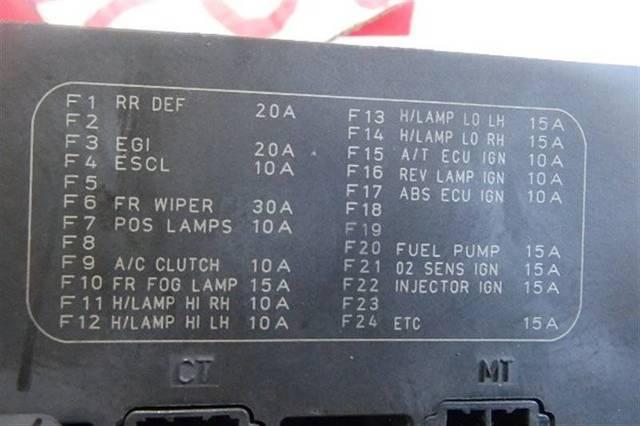 F1 RR DEF 20A
F2
F3 EGI 20A
F4 ESCL 10A
F5
F6 FR WIPER 30A
F7 POS LAMPS 10A
F8
F9 A/C CLUTCH 10A
F10 FR FOG LAMP 15A
F11 H/LAMP HI RH 10A
F12 H/LAMP HI LH 10A
F13 H/LAMP LO LH 15A
F14 H/LAMP LO RH 15A
F15 A/T ECU IGN 10A
F16 REV LAMP IGN 10A
F17 ABS ECU IGN 10A
F18
F19
F20 FUEL PUMP 15A
F21 O2 SENS IGN 15A
F22 INJECTOR IGN 15A
F23
F24 ETC 15A
CT MT